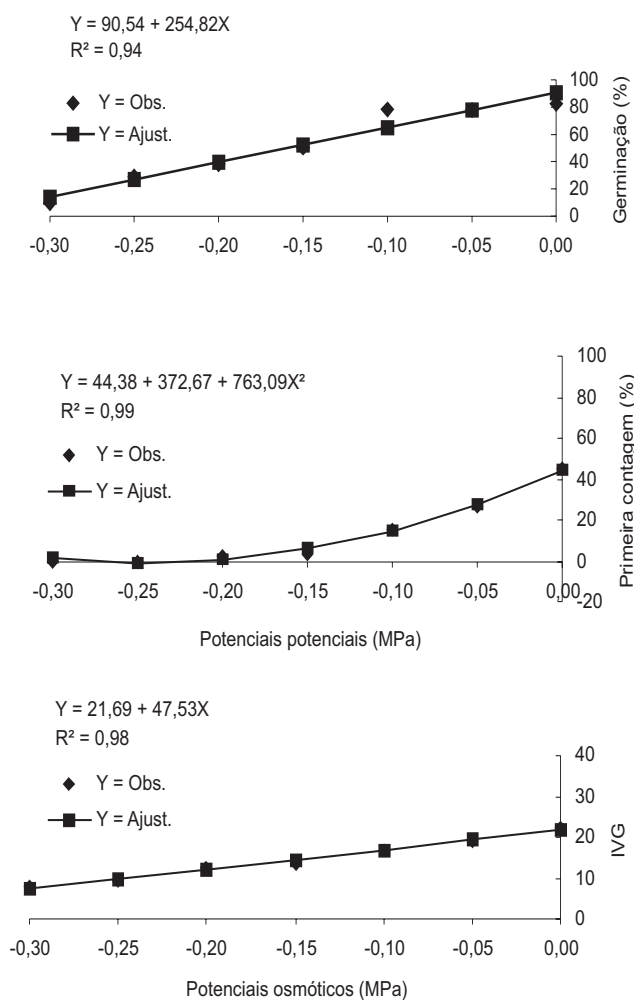 Y = 90,54 + 254,82X
R² = 0,94
Y = Obs.
Y = Ajust.
100
80
60
40
20
0
Germinação (%)
-0,30 -0,25 -0,20 -0,15 -0,10 -0,05 0,00
Y = 44,38 + 372,67 + 763,09X²
R² = 0,99
Y = Obs.
Y = Ajust.
100
80
60
40
20
0
-20
Primeira contagem (%)
-0,30 -0,25 -0,20 -0,15 -0,10 -0,05 0,00
Potenciais potenciais (MPa)
Y = 21,69 + 47,53X
R² = 0,98
Y = Obs.
Y = Ajust.
40
30
20
10
0
IVG
-0,30 -0,25 -0,20 -0,15 -0,10 -0,05 0,00
Potenciais osmóticos (MPa)